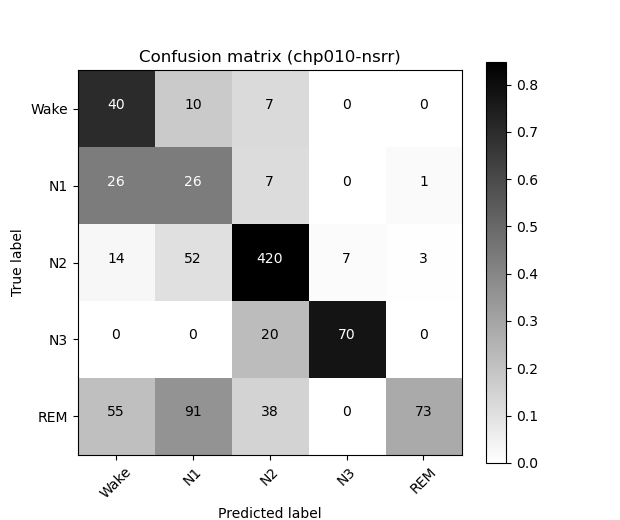 Confusion matrix (chp010-nsrr)
Wake 40 10 7 0 0
N1 26 26 7 0 1
N2 14 52 420 7 3
N3 0 0 20 70 0
REM 55 91 38 0 73
Wake N1 N2 N3 REM
Predicted label
True label
0.8
0.7
0.6
0.5
0.4
0.3
0.2
0.1
0.0